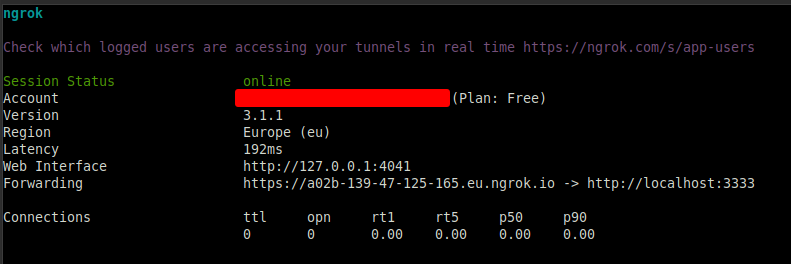 ngrok
Check which logged users are accessing your tunnels in real time https://ngrok.com/s/app-users
Session Status online
Account (Plan: Free)
Version 3.1.1
Region Europe (eu)
Latency 192ms
Web Interface http://127.0.0.1:4041
Forwarding https://a02b-139-47-125-165.eu.ngrok.io -> http://localhost:3333
Connections ttl opn rt1 rt5 p50 p90
0 0 0.00 0.00 0.00 0.00